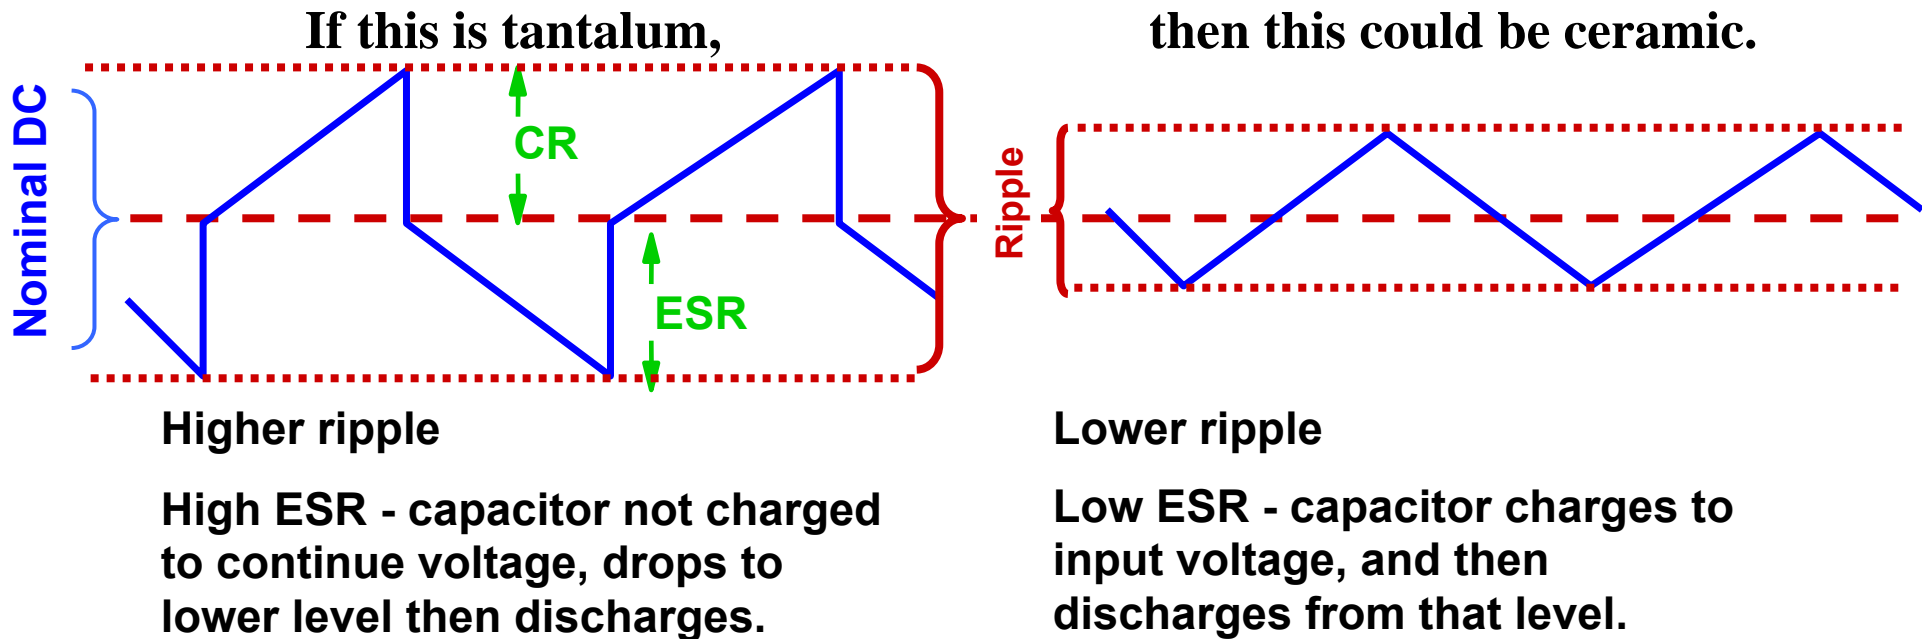 If this is tantalum,
then this could be ceramic.
Nominal DC
CR
ESR
Ripple
Higher ripple
High ESR - capacitor not charged
to continue voltage, drops to
lower level then discharges.
Lower ripple
Low ESR - capacitor charges to
input voltage, and then
discharges from that level.